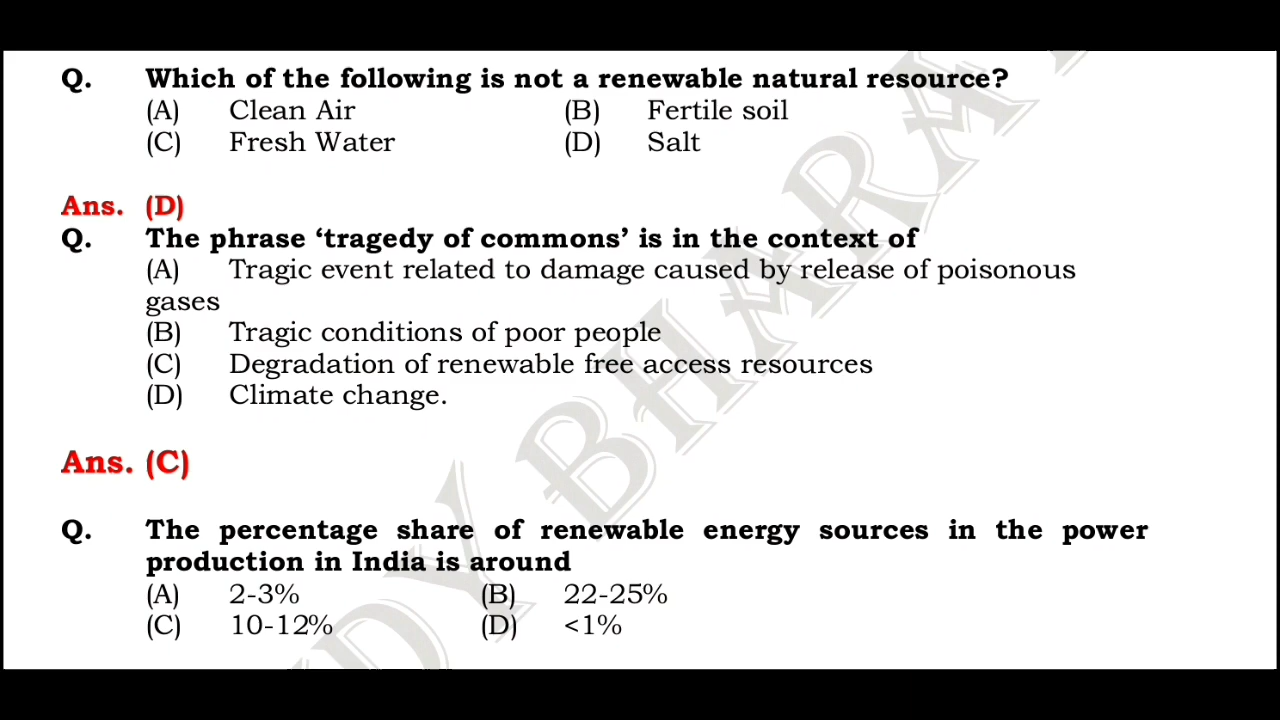 Q. Which of the following is not a renewable natural resource?
(A) Clean Air (B) Fertile soil
(C) Fresh Water (D) Salt
Ans. (D)
Q. The phrase ‘tragedy of commons’ is in the context of
(A) Tragic event related to damage caused by release of poisonous
gases
(B) Tragic conditions of poor people
(C) Degradation of renewable free access resources
(D) Climate change.
Ans. (C)
Q. The percentage share of renewable energy sources in the power
production in India is around
(A) 2-3% (B) 22-25%
(C) 10-12% (D) <1%